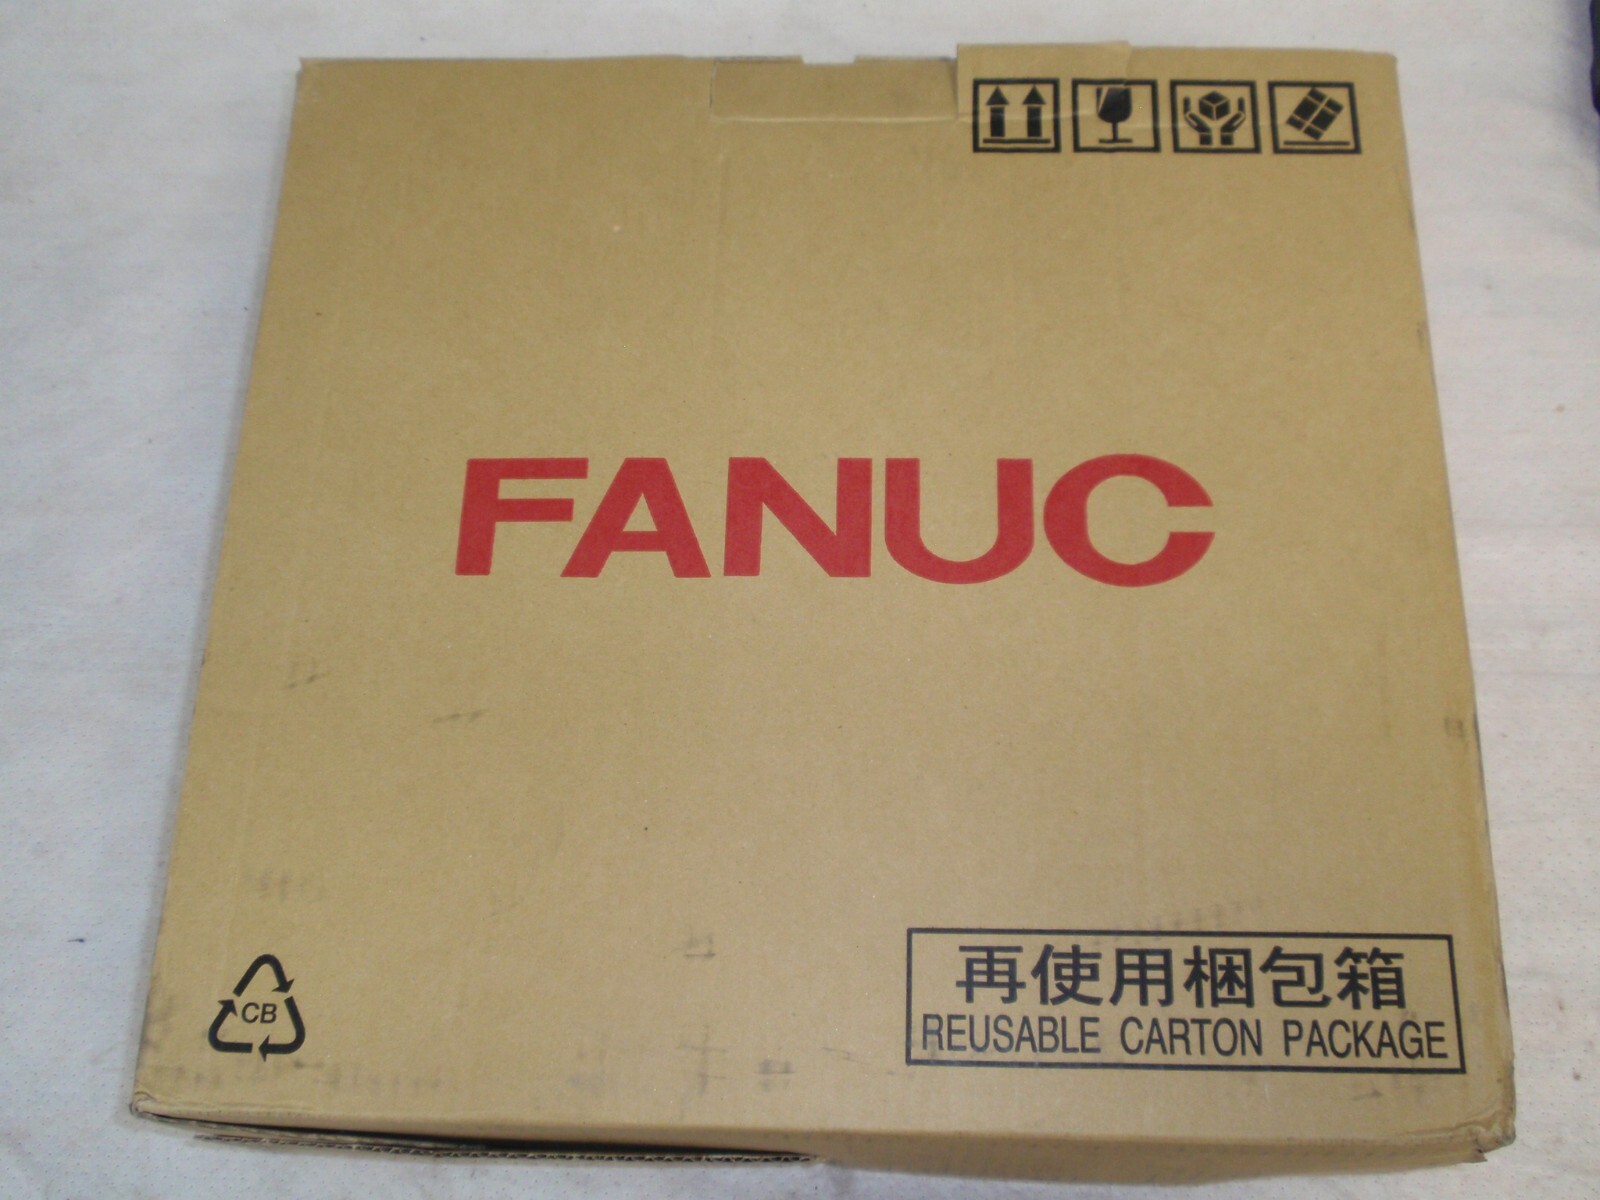 FANUC
CB
再使用梱包箱
REUSABLE CARTON PACKAGE